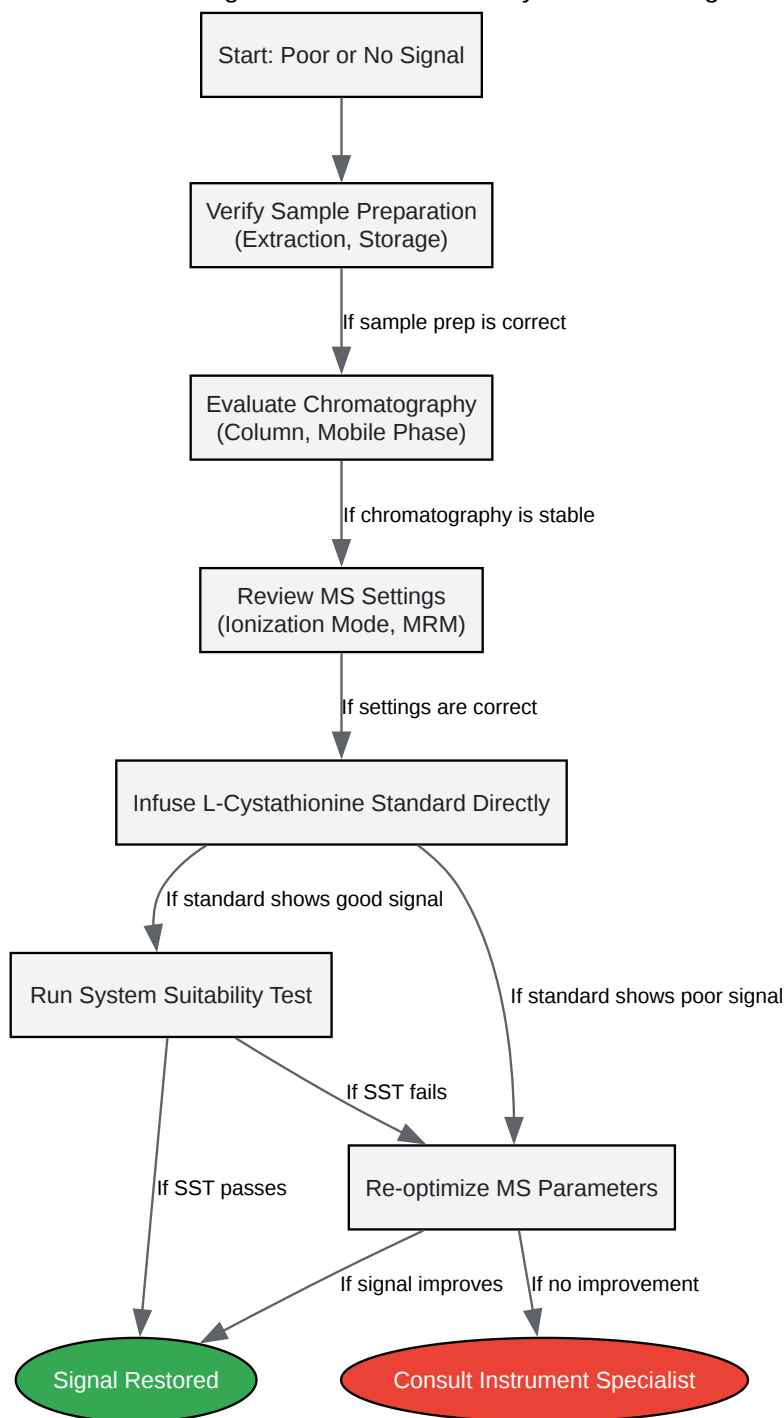 Start: Poor or No Signal
Verify Sample Preparation
(Extraction, Storage)
If sample prep is correct
Evaluate Chromatography
(Column, Mobile Phase)
If chromatography is stable
Review MS Settings
(Ionization Mode, MRM)
If settings are correct
Infuse L-Cystathionine Standard Directly
If standard shows good signal
Run System Suitability Test
If standard shows poor signal
If SST fails
If SST passes
Re-optimize MS Parameters
If signal improves
If no improvement
Signal Restored
Consult Instrument Specialist